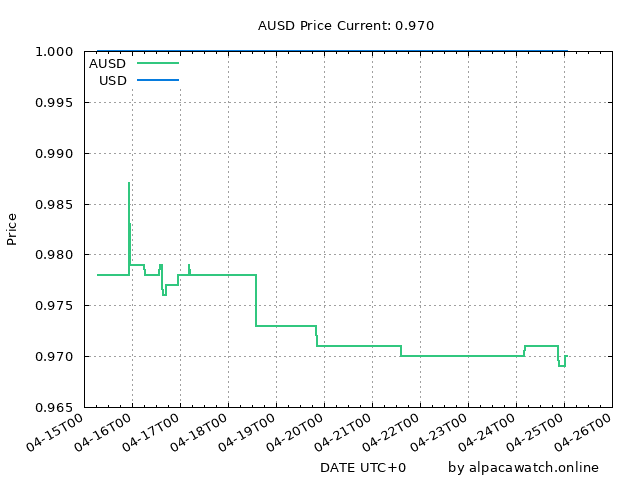 AUSD Price Current: 0.970
1.000
AUSD
USD
0.995
0.990
0.985
Price
0.980
0.975
0.970
0.965
04-15T00
04-16T00
04-17T00
04-18T00
04-19T00
04-20T00
04-21T00
04-22T00
04-23T00
04-24T00
04-25T00
04-26T00
DATE UTC+0
by alpacawatch.online